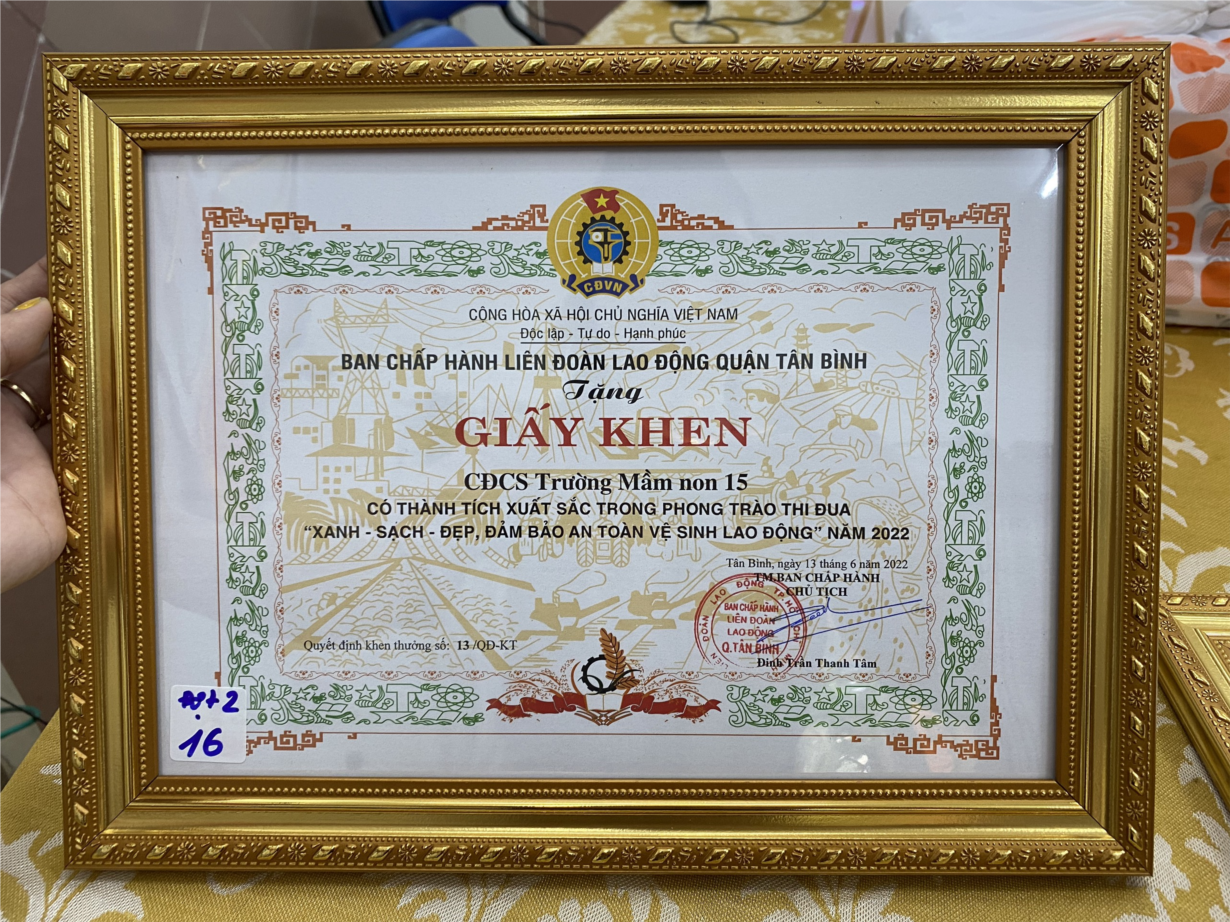 CĐVN
CỘNG HÒA XÃ HỘI CHỦ NGHĨA VIỆT NAM
Độc lập - Tự do - Hạnh phúc
BAN CHẤP HÀNH LIÊN ĐOÀN LAO ĐỘNG QUẬN TÂN BÌNH
Tặng
GIẤY KHEN
CĐCS Trường Mầm non 15
CÓ THÀNH TÍCH XUẤT SẮC TRONG PHONG TRÀO THI ĐUA
“XANH - SẠCH - ĐẸP, ĐẢM BẢO AN TOÀN VỆ SINH LAO ĐỘNG” NĂM 2022
Tân Bình, ngày 13 tháng 6 năm 2022
TM.BAN CHẤP HÀNH
CHỦ TỊCH
BAN CHẤP HÀNH
LIÊN ĐOÀN
LAO ĐỘNG
Q.TÂN BÌNH
Quyết định khen thưởng số: 13 /QĐ-KT
Đinh Trần Thanh Tâm
2
16